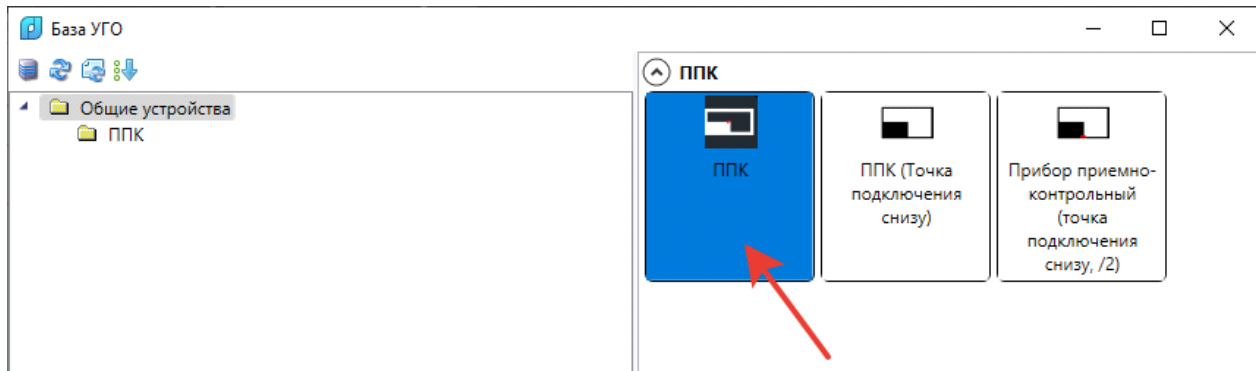 База УГО
Общие устройства
ППК
ППК
ППК
ППК (Точка
подключения
снизу)
Прибор приемно-
контрольный
(точка
подключения
снизу, /2)